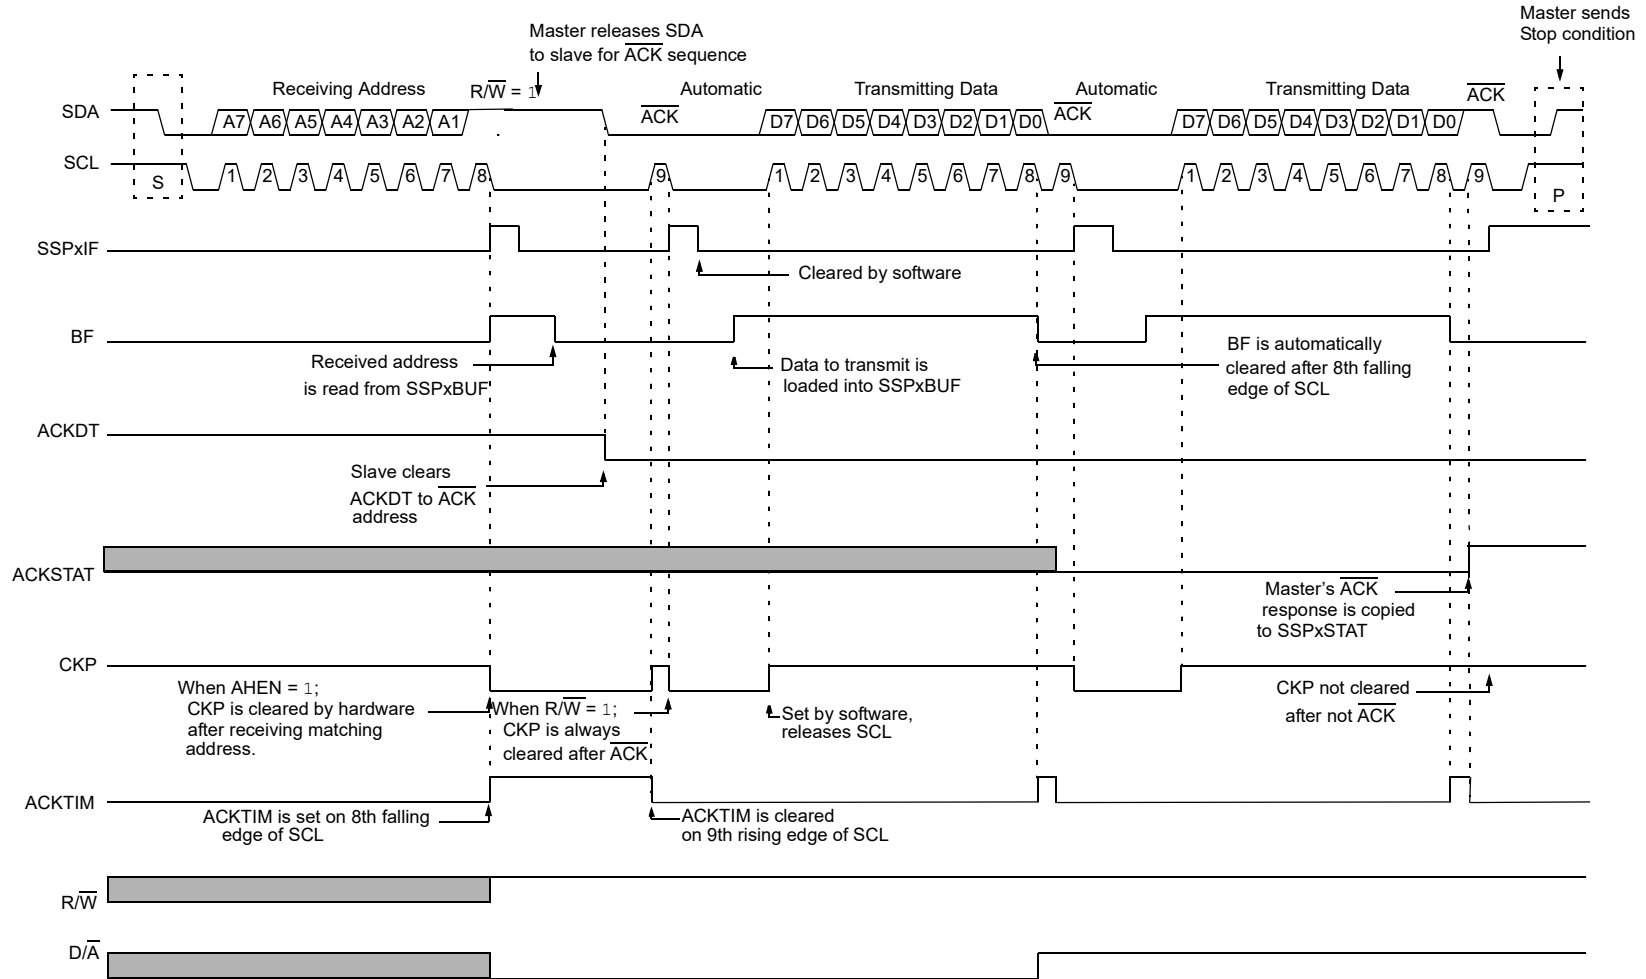 Master sends
Stop condition
Master releases SDA
to slave for A̅C̅K̅ sequence
SDA
Receiving Address
R/W̅ = 1
A̅C̅K̅
Automatic
Transmitting Data
A̅C̅K̅
Automatic
Transmitting Data
A̅C̅K̅
A7 A6 A5 A4 A3 A2 A1
D7 D6 D5 D4 D3 D2 D1 D0
D7 D6 D5 D4 D3 D2 D1 D0
SCL
S
1 2 3 4 5 6 7 8 9
1 2 3 4 5 6 7 8 9
1 2 3 4 5 6 7 8 9
P
SSPxIF
Cleared by software
BF
Received address
is read from SSPxBUF
Data to transmit is
loaded into SSPxBUF
BF is automatically
cleared after 8th falling
edge of SCL
ACKDT
Slave clears
ACKDT to A̅C̅K̅
address
ACKSTAT
Master's A̅C̅K̅
response is copied
to SSPxSTAT
CKP
When AHEN = 1;
CKP is cleared by hardware
after receiving matching
address.
When R/W̅ = 1;
CKP is always
cleared after A̅C̅K̅
Set by software,
releases SCL
CKP not cleared
after not A̅C̅K̅
ACKTIM
ACKTIM is set on 8th falling
edge of SCL
ACKTIM is cleared
on 9th rising edge of SCL
R/W̅
D/A̅